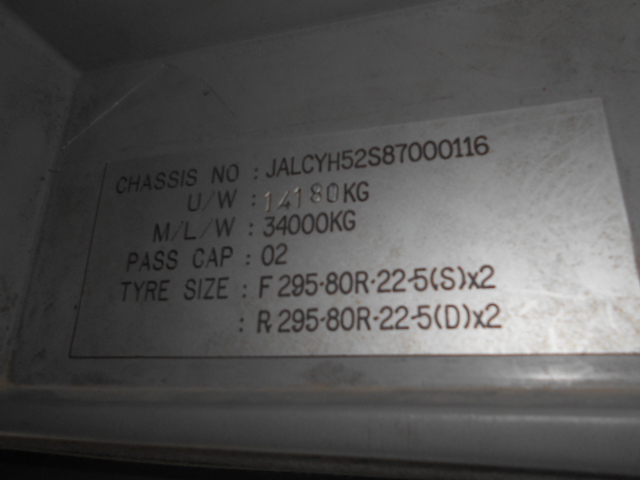 CHASSIS NO : JALCYH52S87000116
U/W : 14180KG
M/L/W : 34000KG
PASS CAP : 02
TYRE SIZE : F 295-80R-22-5(S)x2
: R 295-80R-22-5(D)x2